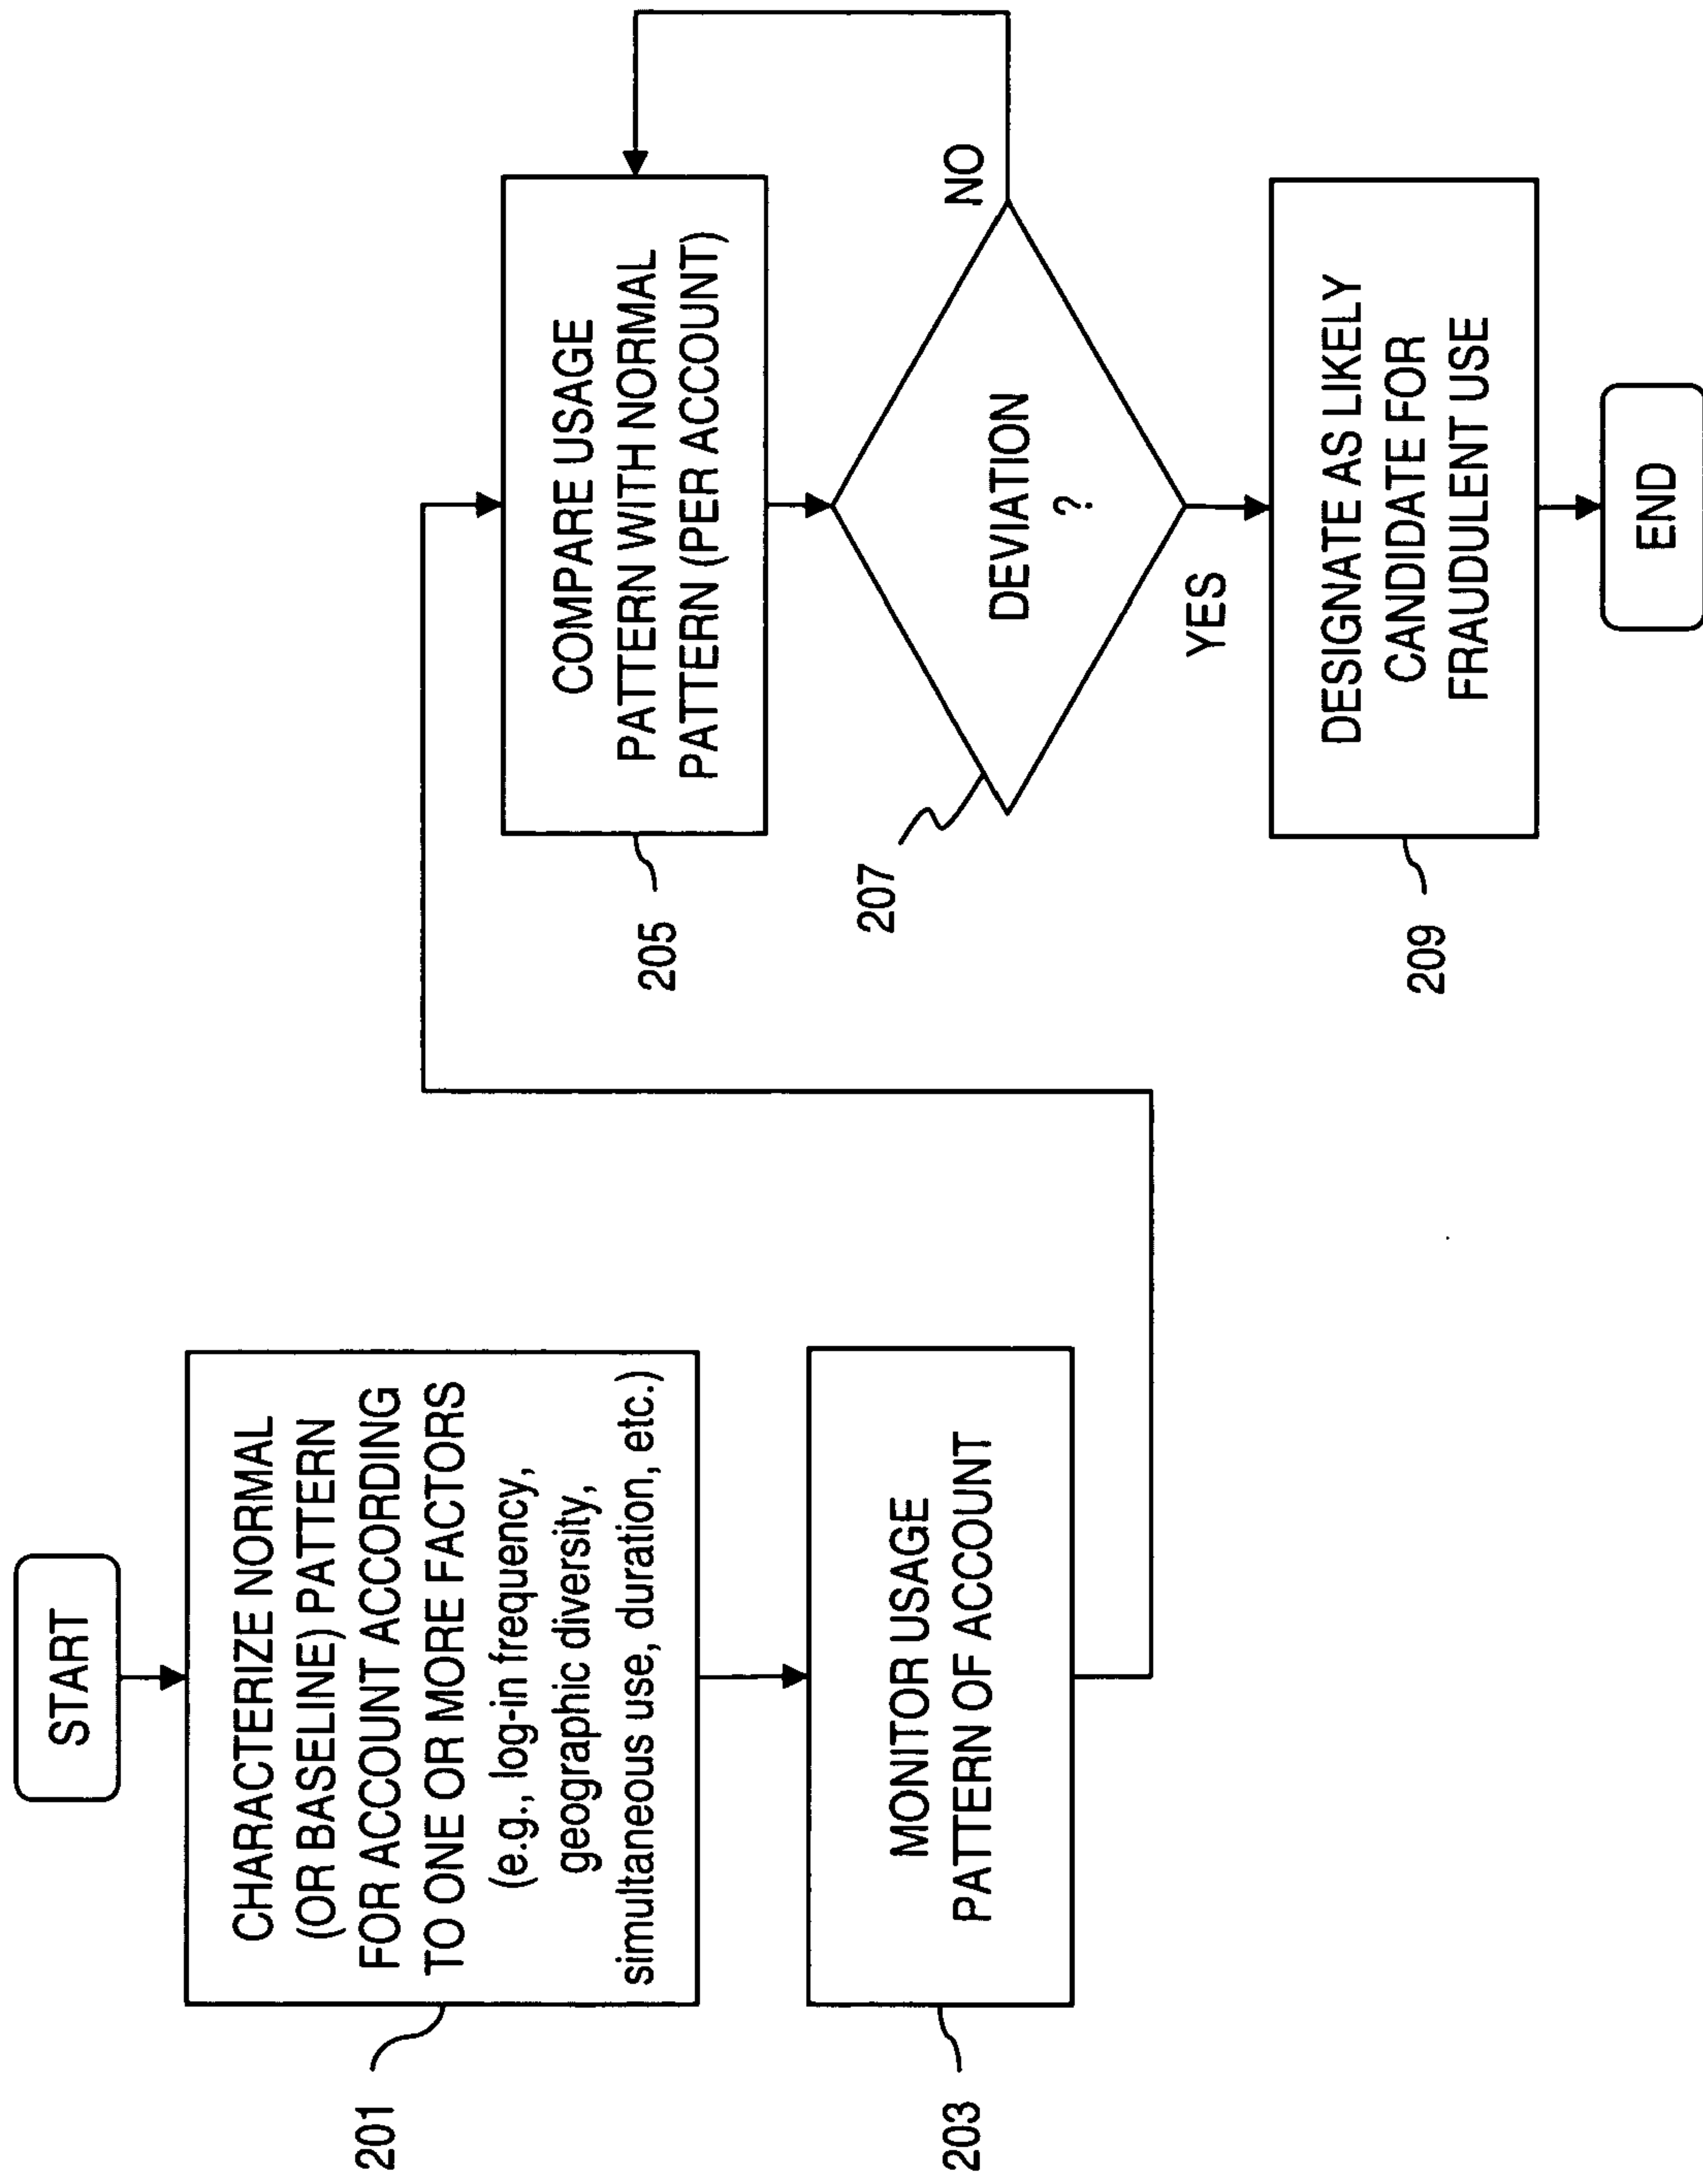 START
CHARACTERIZE NORMAL
(OR BASELINE) PATTERN
FOR ACCOUNT ACCORDING
TO ONE OR MORE FACTORS
(e.g., log-in frequency,
geographic diversity,
simultaneous use, duration, etc.)
201
MONITOR USAGE
PATTERN OF ACCOUNT
203
COMPARE USAGE
PATTERN WITH NORMAL
PATTERN (PER ACCOUNT)
205
DEVIATION
?
207
NO
YES
DESIGNATE AS LIKELY
CANDIDATE FOR
FRAUDULENT USE
209
END